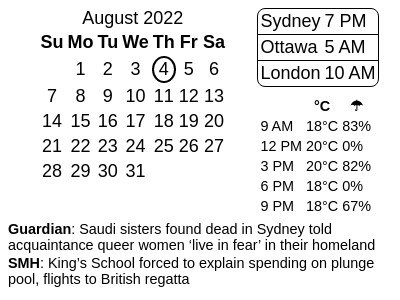 August 2022
Su Mo Tu We Th Fr Sa
1 2 3 4 5 6
7 8 9 10 11 12 13
14 15 16 17 18 19 20
21 22 23 24 25 26 27
28 29 30 31
Sydney 7 PM
Ottawa 5 AM
London 10 AM
°C ☂
9 AM 18°C 83%
12 PM 20°C 0%
3 PM 20°C 82%
6 PM 18°C 0%
9 PM 18°C 67%
Guardian: Saudi sisters found dead in Sydney told
acquaintance queer women ‘live in fear’ in their homeland
SMH: King’s School forced to explain spending on plunge
pool, flights to British regatta